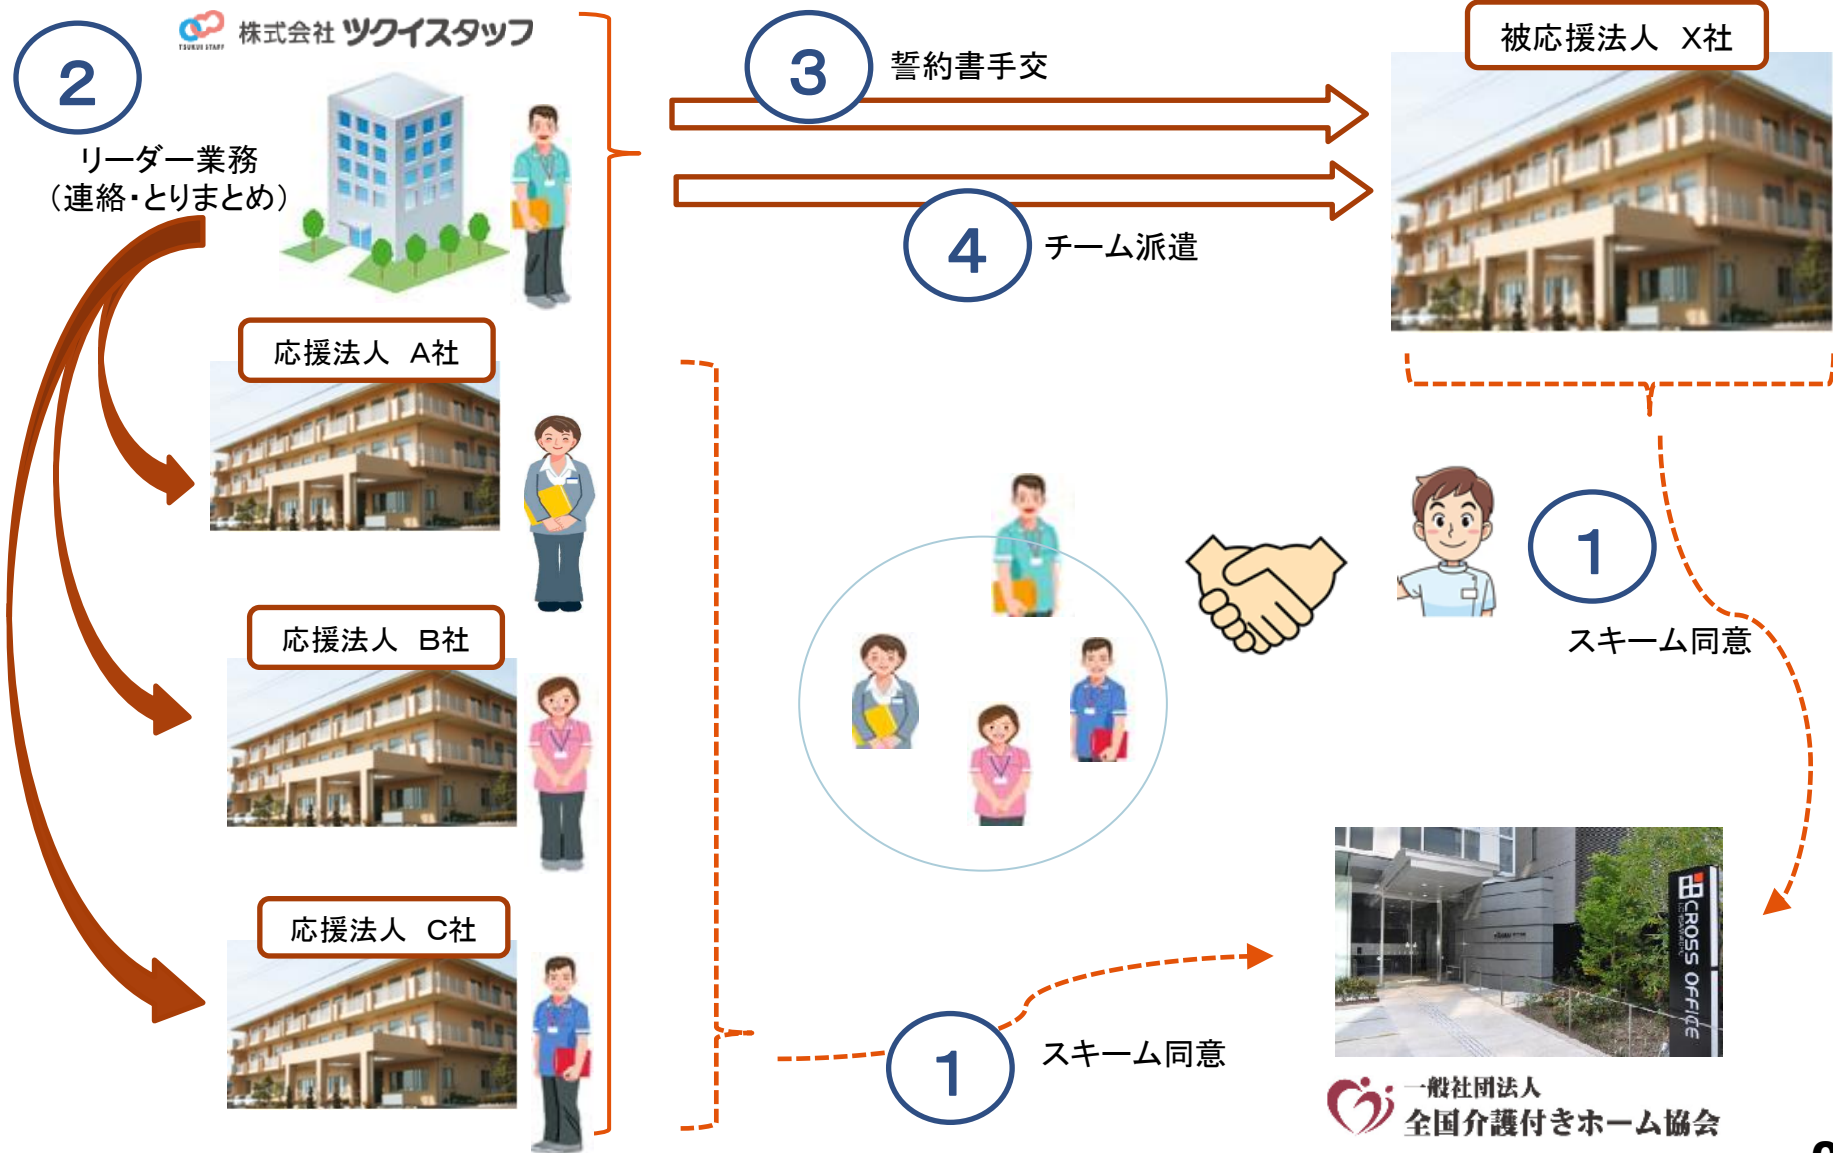 2
株式会社 ツクイスタッフ
TSUKUI STAFF
リーダー業務
（連絡・とりまとめ）
3
誓約書手交
4
チーム派遣
被応援法人　X社
応援法人　A社
応援法人　B社
応援法人　C社
1
スキーム同意
1
スキーム同意
CROSS OFFICE
一般社団法人
全国介護付きホーム協会